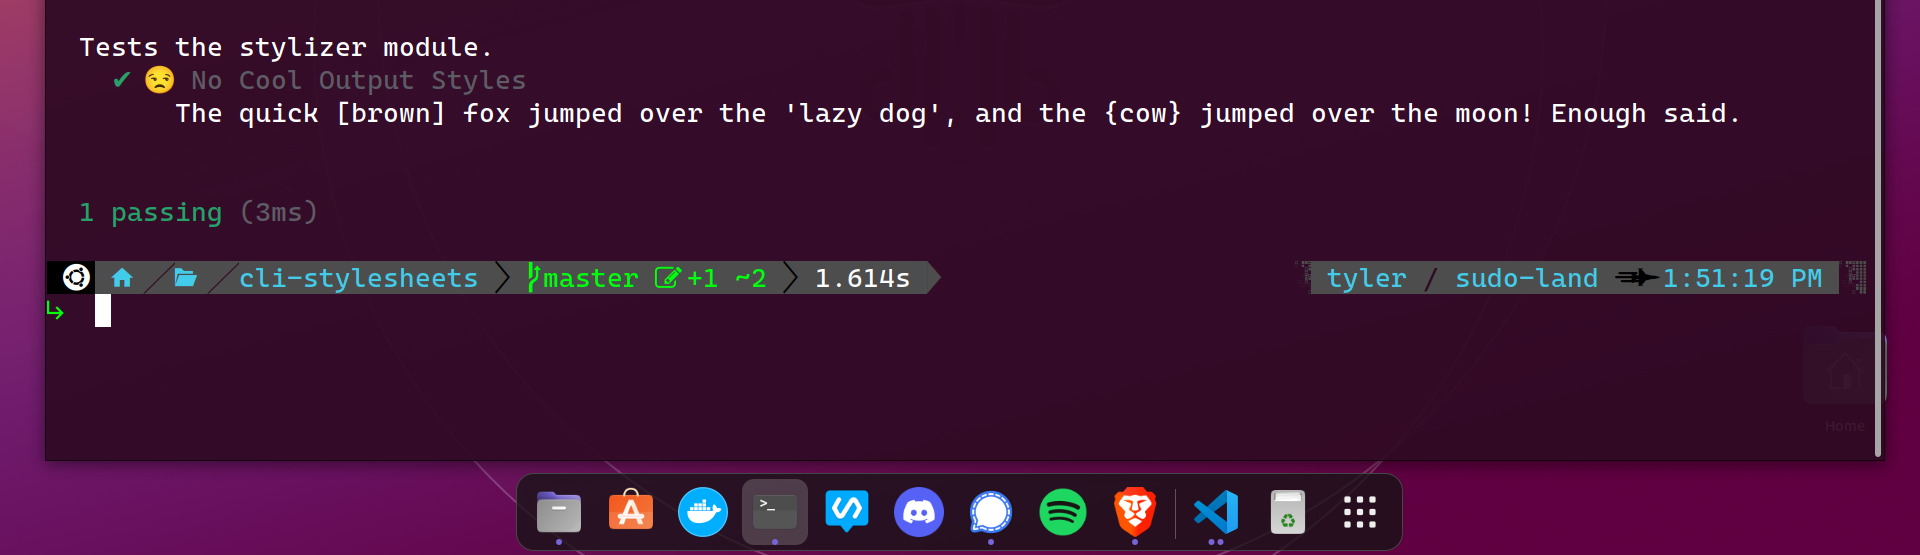 Tests the stylizer module.
✔ 😒 No Cool Output Styles
The quick [brown] fox jumped over the 'lazy dog', and the {cow} jumped over the moon! Enough said.
1 passing (3ms)
cli-stylesheets master +1 ~2 1.614s tyler / sudo-land 1:51:19 PM
Home
>_